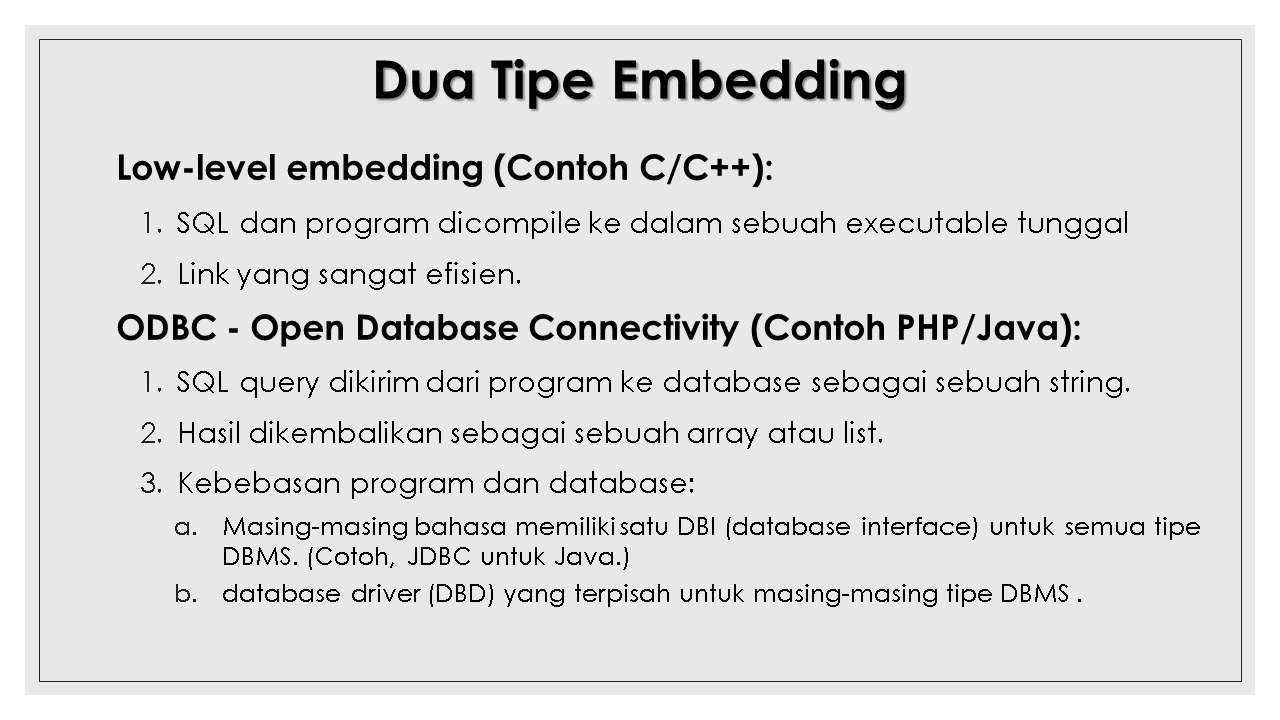 Dua Tipe Embedding
Low-level embedding (Contoh C/C++):
1. SQL dan program dicompile ke dalam sebuah executable tunggal
2. Link yang sangat efisien.
ODBC - Open Database Connectivity (Contoh PHP/Java):
1. SQL query dikirim dari program ke database sebagai sebuah string.
2. Hasil dikembalikan sebagai sebuah array atau list.
3. Kebebasan program dan database:
a. Masing-masing bahasa memiliki satu DBI (database interface) untuk semua tipe
DBMS. (Cotoh, JDBC untuk Java.)
b. database driver (DBD) yang terpisah untuk masing-masing tipe DBMS .